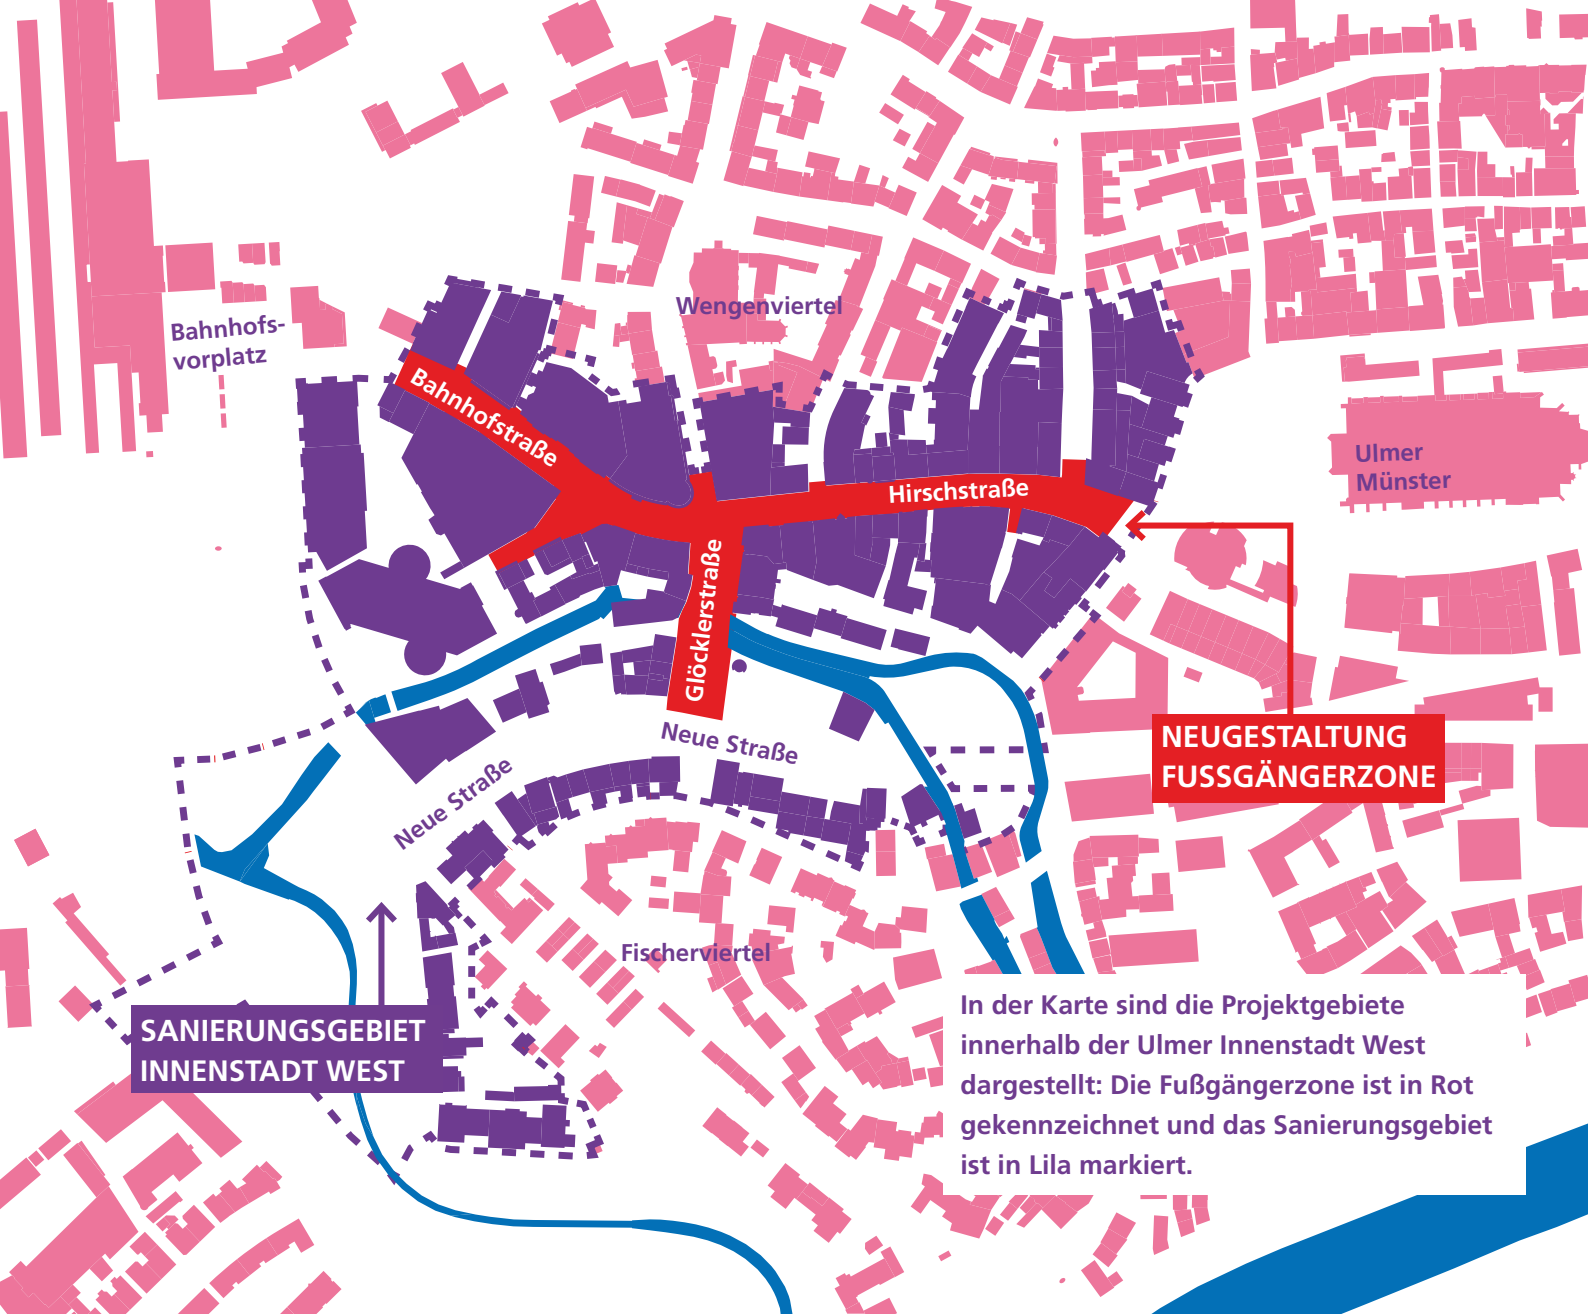 Wengenviertel
Bahnhofs-
vorplatz
Bahnhofstraße
Hirschstraße
Ulmer
Münster
Glöcklerstraße
Neue Straße
Neue Straße
NEUGESTALTUNG
FUSSGÄNGERZONE
Fischerviertel
SANIERUNGSGEBIET
INNENSTADT WEST
In der Karte sind die Projektgebiete
innerhalb der Ulmer Innenstadt West
dargestellt: Die Fußgängerzone ist in Rot
gekennzeichnet und das Sanierungsgebiet
ist in Lila markiert.